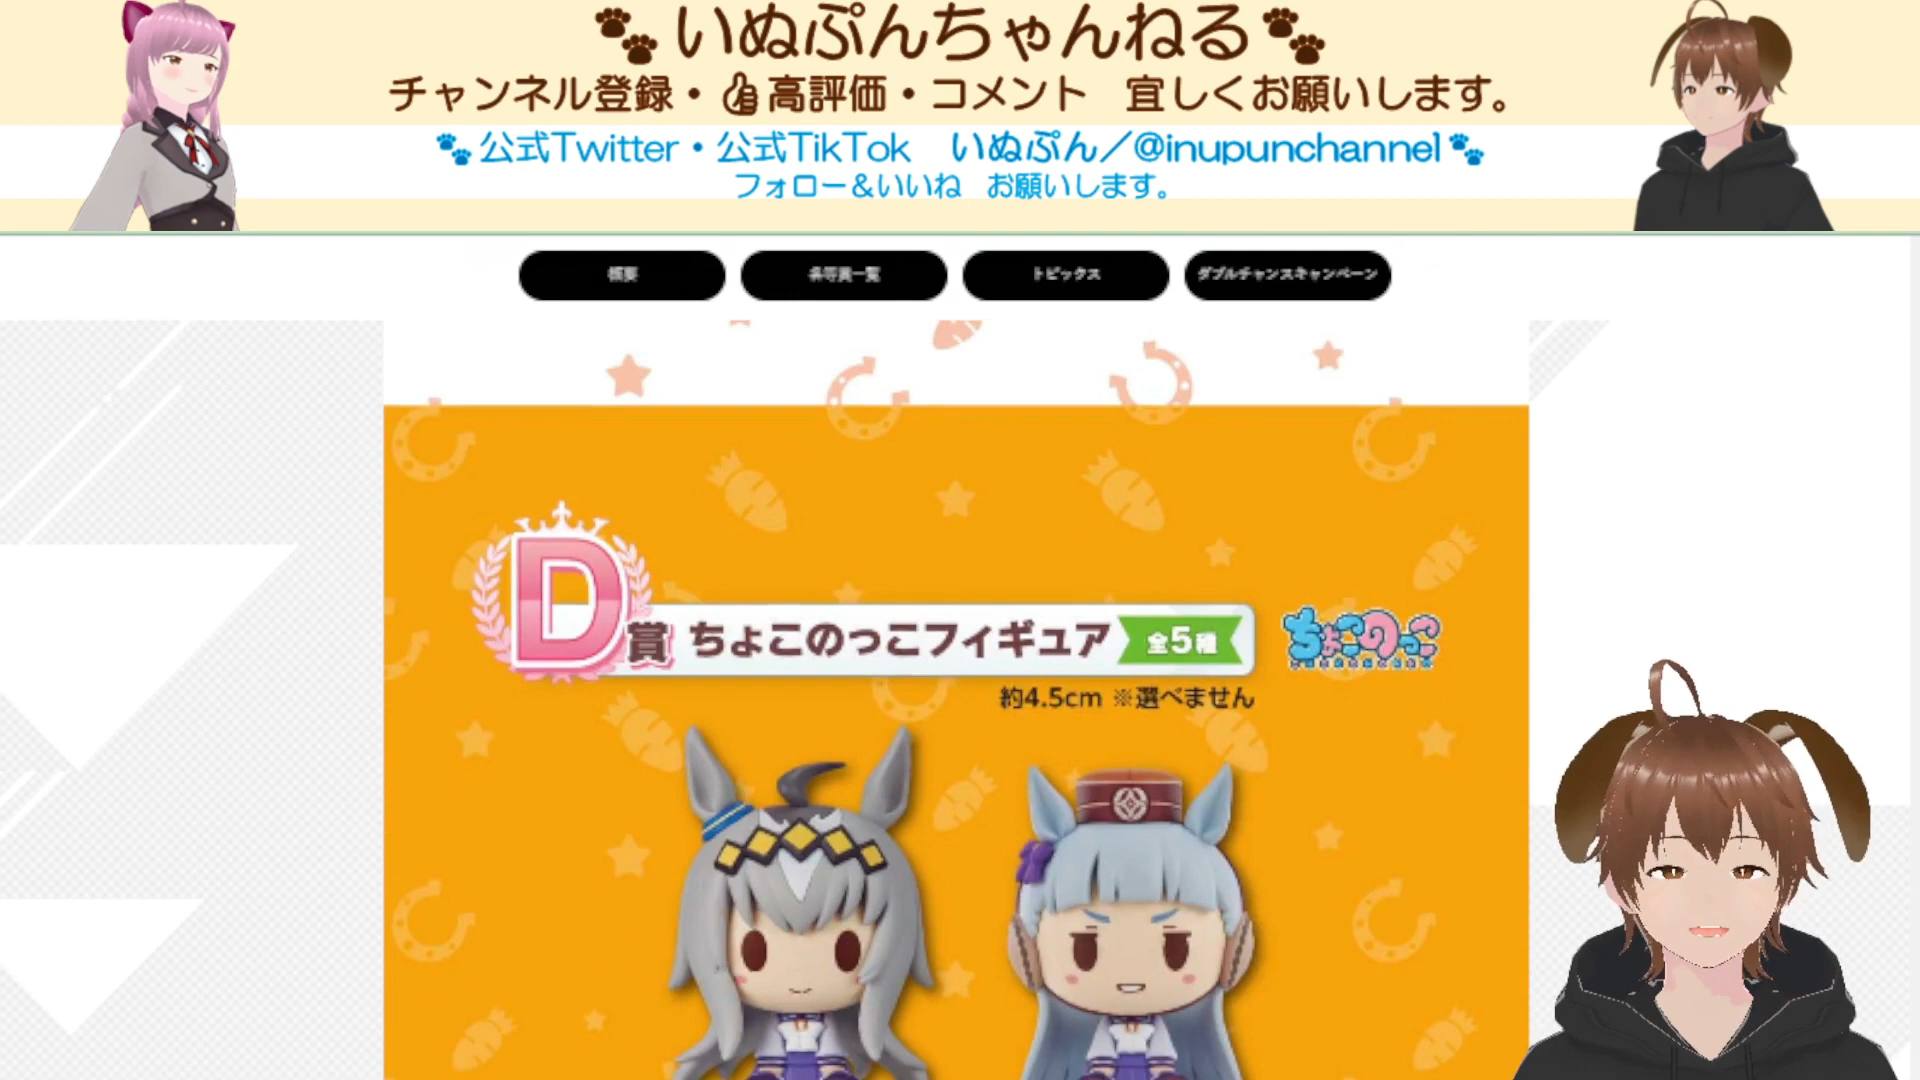 いぬぷんちゃんねる
チャンネル登録・高評価・コメント 宜しくお願いします。
公式Twitter・公式TikTok いぬぷん／@inupunchannel
フォロー＆いいね お願いします。
概要
各等賞一覧
トピックス
ダブルチャンスキャンペーン
D賞 ちょこのっこフィギュア 全5種
ちょこのっこ
約4.5cm ※選べません